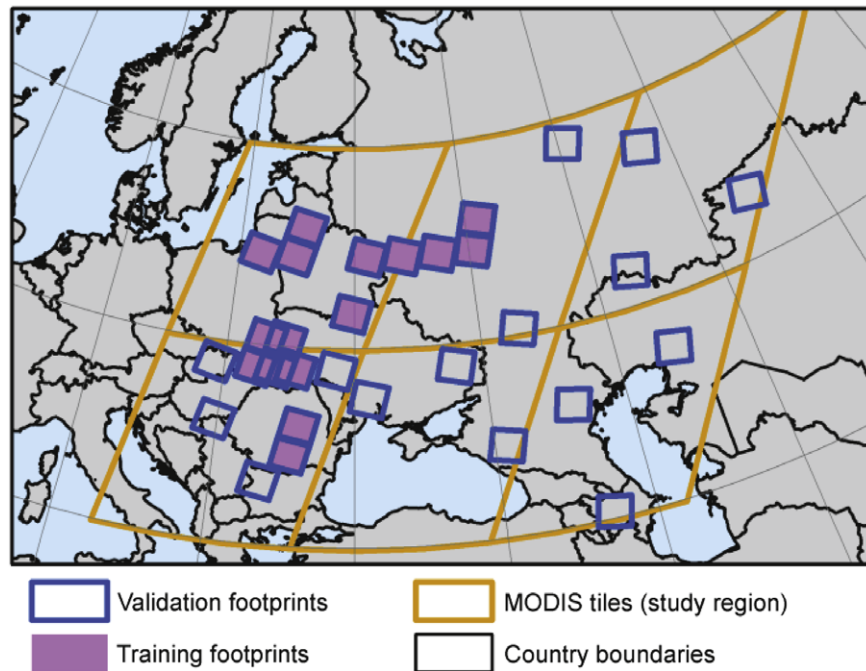 Validation footprints
MODIS tiles (study region)
Training footprints
Country boundaries